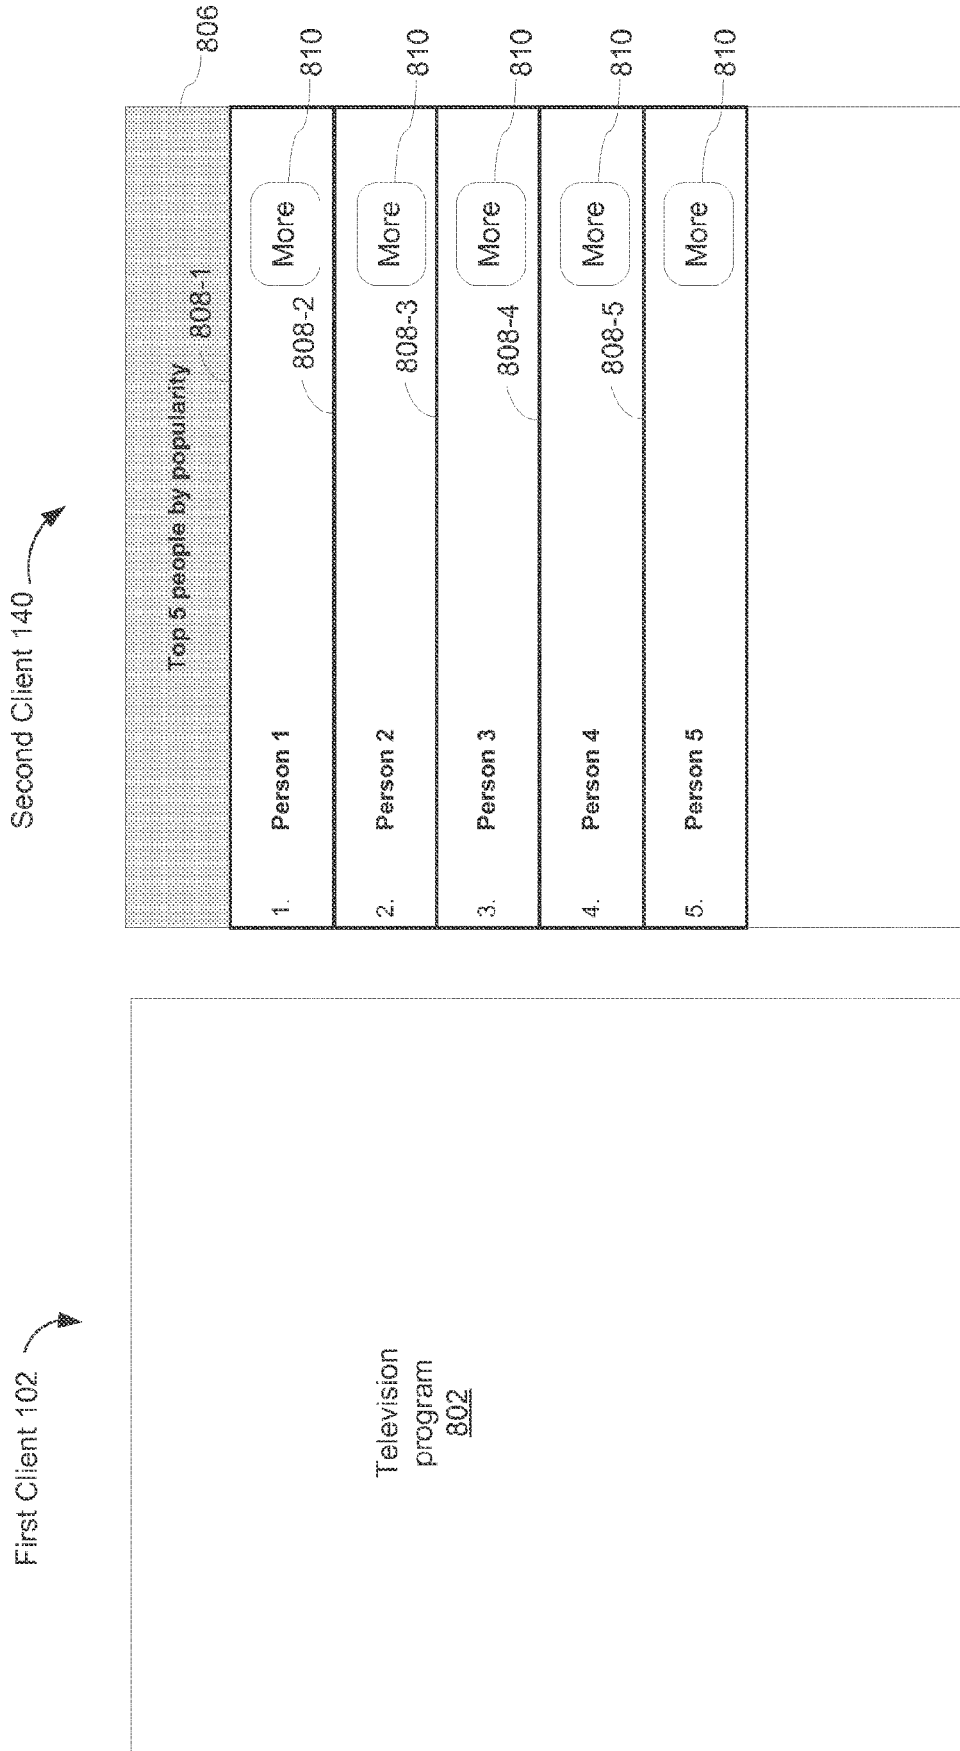 First Client 102
Television
program
802
Second Client 140
806
Top 5 people by popularity
808-1
1. Person 1 More
810
808-2
2. Person 2 More
810
808-3
3. Person 3 More
810
808-4
4. Person 4 More
810
808-5
5. Person 5 More
810